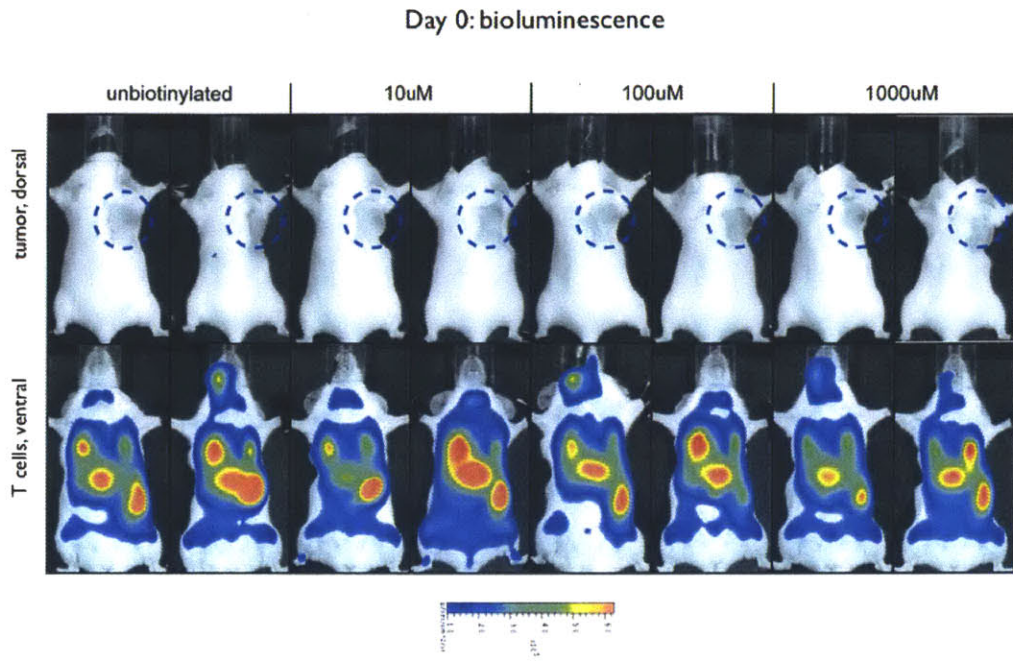 Day 0: bioluminescence
unbiotinylated
10uM
100uM
1000uM
tumor, dorsal
T cells, ventral